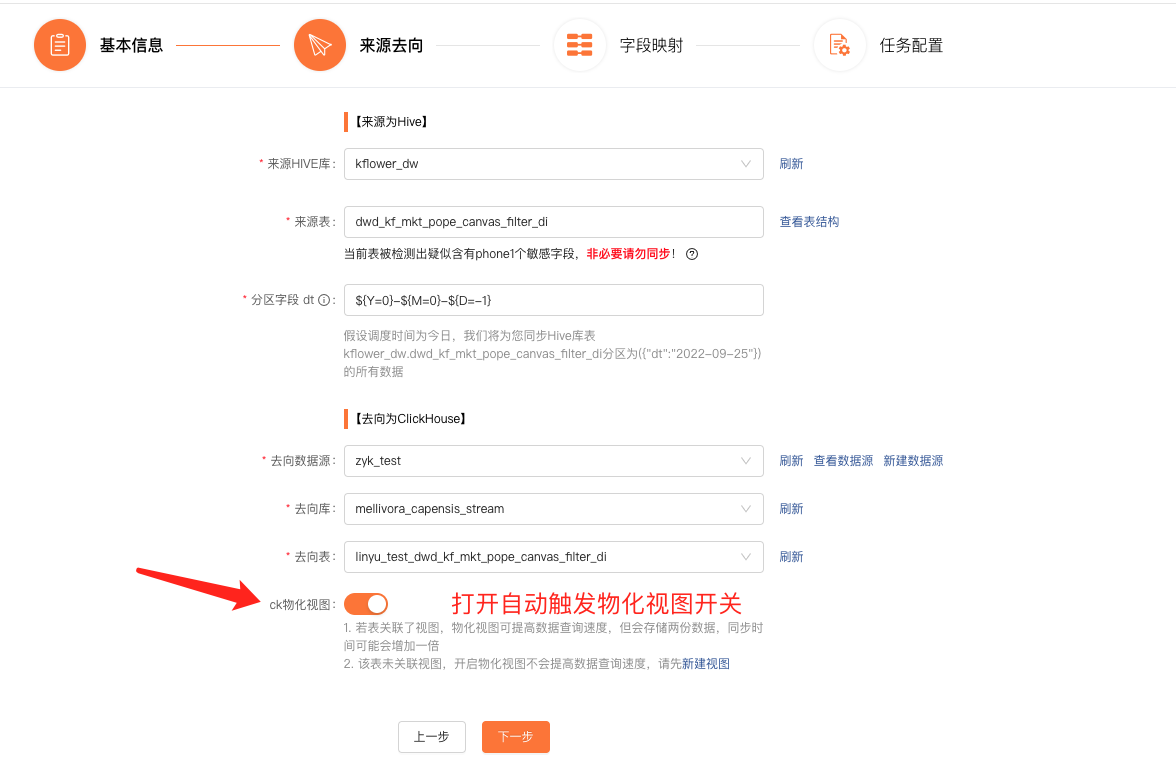 基本信息
来源去向
字段映射
任务配置
【来源为Hive】
* 来源HIVE库: kflower_dw 刷新
* 来源表: dwd_kf_mkt_pope_canvas_filter_di 查看表结构
当前表被检测出疑似含有phone1个敏感字段，非必要请勿同步！
* 分区字段 dt : ${Y=0}-${M=0}-${D=-1}
假设调度时间为今日，我们将为您同步Hive库表
kflower_dw.dwd_kf_mkt_pope_canvas_filter_di分区为({"dt":"2022-09-25"})
的所有数据
【去向为ClickHouse】
* 去向数据源: zyk_test 刷新 查看数据源 新建数据源
* 去向库: mellivora_capensis_stream 刷新
* 去向表: linyu_test_dwd_kf_mkt_pope_canvas_filter_di 刷新
ck物化视图: 打开自动触发物化视图开关
1. 若表关联了视图，物化视图可提高数据查询速度，但会存储两份数据，同步时
间可能会增加一倍
2. 该表未关联视图，开启物化视图不会提高数据查询速度，请先新建视图
上一步 下一步